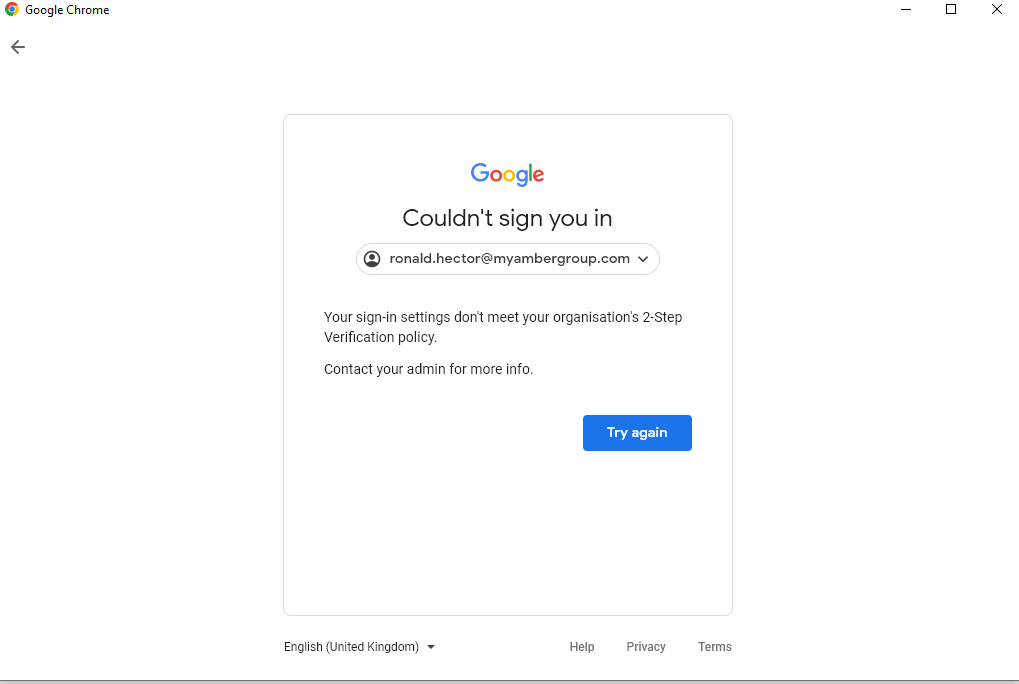 Google Chrome
Google
Couldn't sign you in
ronald.hector@myambergroup.com
Your sign-in settings don't meet your organisation's 2-Step
Verification policy.
Contact your admin for more info.
Try again
English (United Kingdom)
Help Privacy Terms